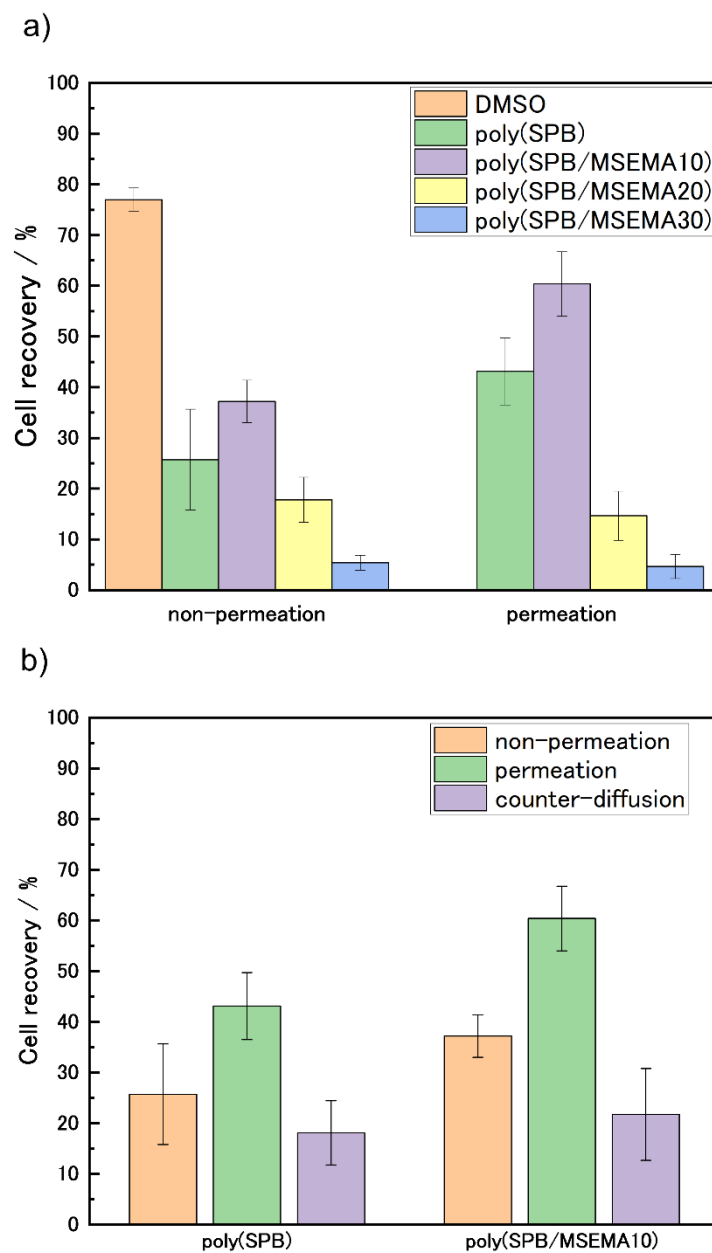 a)
100
90
80
70
60
50
40
30
20
10
0
Cell recovery / %
DMSO
poly(SPB)
poly(SPB/MSEMA10)
poly(SPB/MSEMA20)
poly(SPB/MSEMA30)
non-permeation
permeation
b)
100
90
80
70
60
50
40
30
20
10
0
Cell recovery / %
non-permeation
permeation
counter-diffusion
poly(SPB)
poly(SPB/MSEMA10)